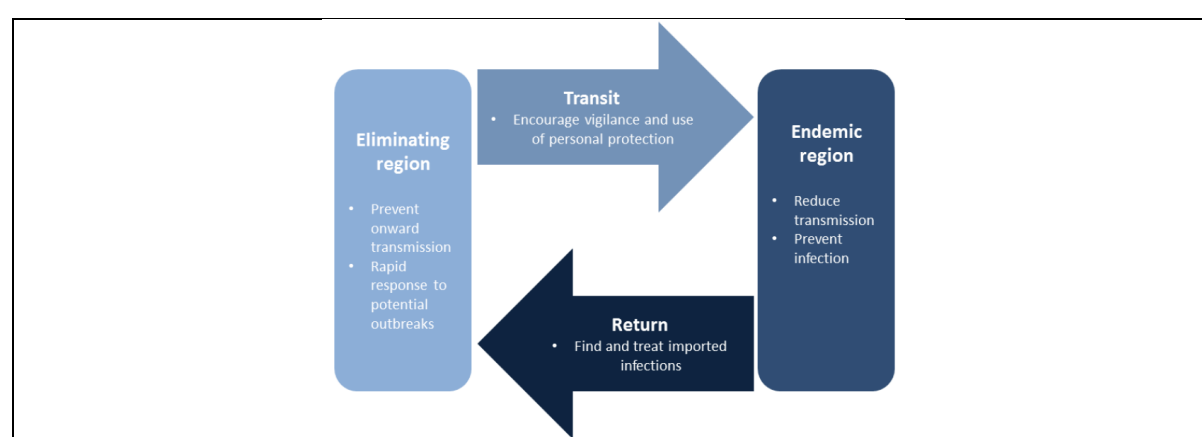 Transit
• Encourage vigilance and use
of personal protection
Eliminating
region
• Prevent
onward
transmission
• Rapid
response to
potential
outbreaks
Endemic
region
• Reduce
transmission
• Prevent
infection
Return
• Find and treat imported
infections